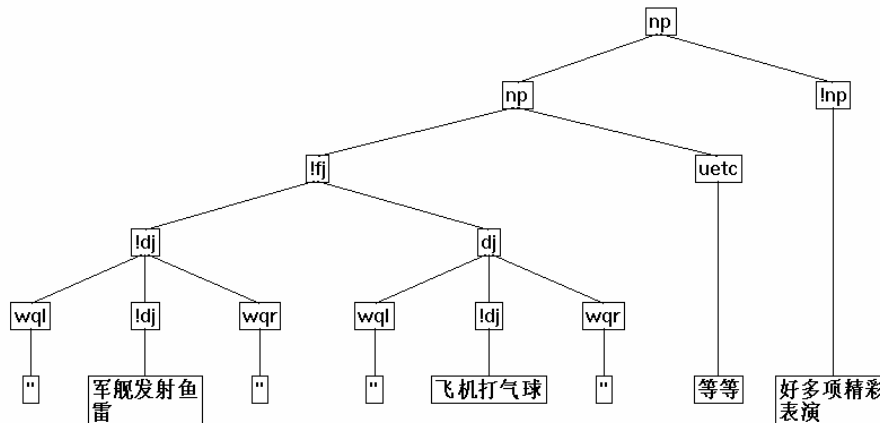 np
np !np
!fj uetc
!dj dj
wql !dj wqr wql !dj wqr
" 军舰发射鱼雷 " " 飞机打气球 " 等等 好多项精彩表演